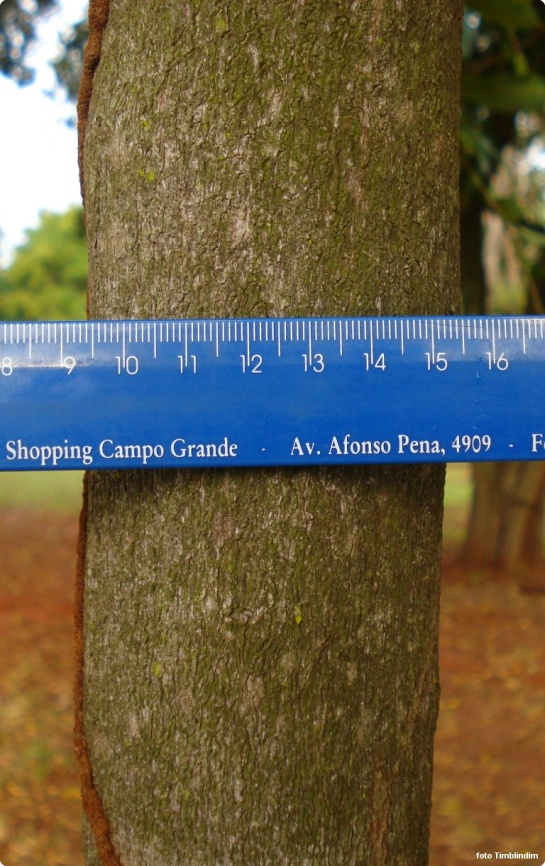 8 9 10 11 12 13 14 15 16
Shopping Campo Grande - Av. Afonso Pena, 4909 -
foto Timblindim